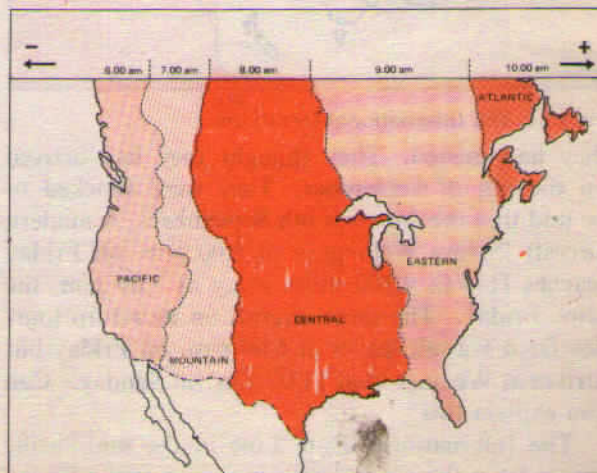 - +
6.00 am 7.00 am 8.00 am 9.00 am 10.00 am
ATLANTIC
EASTERN
PACIFIC
CENTRAL
MOUNTAIN